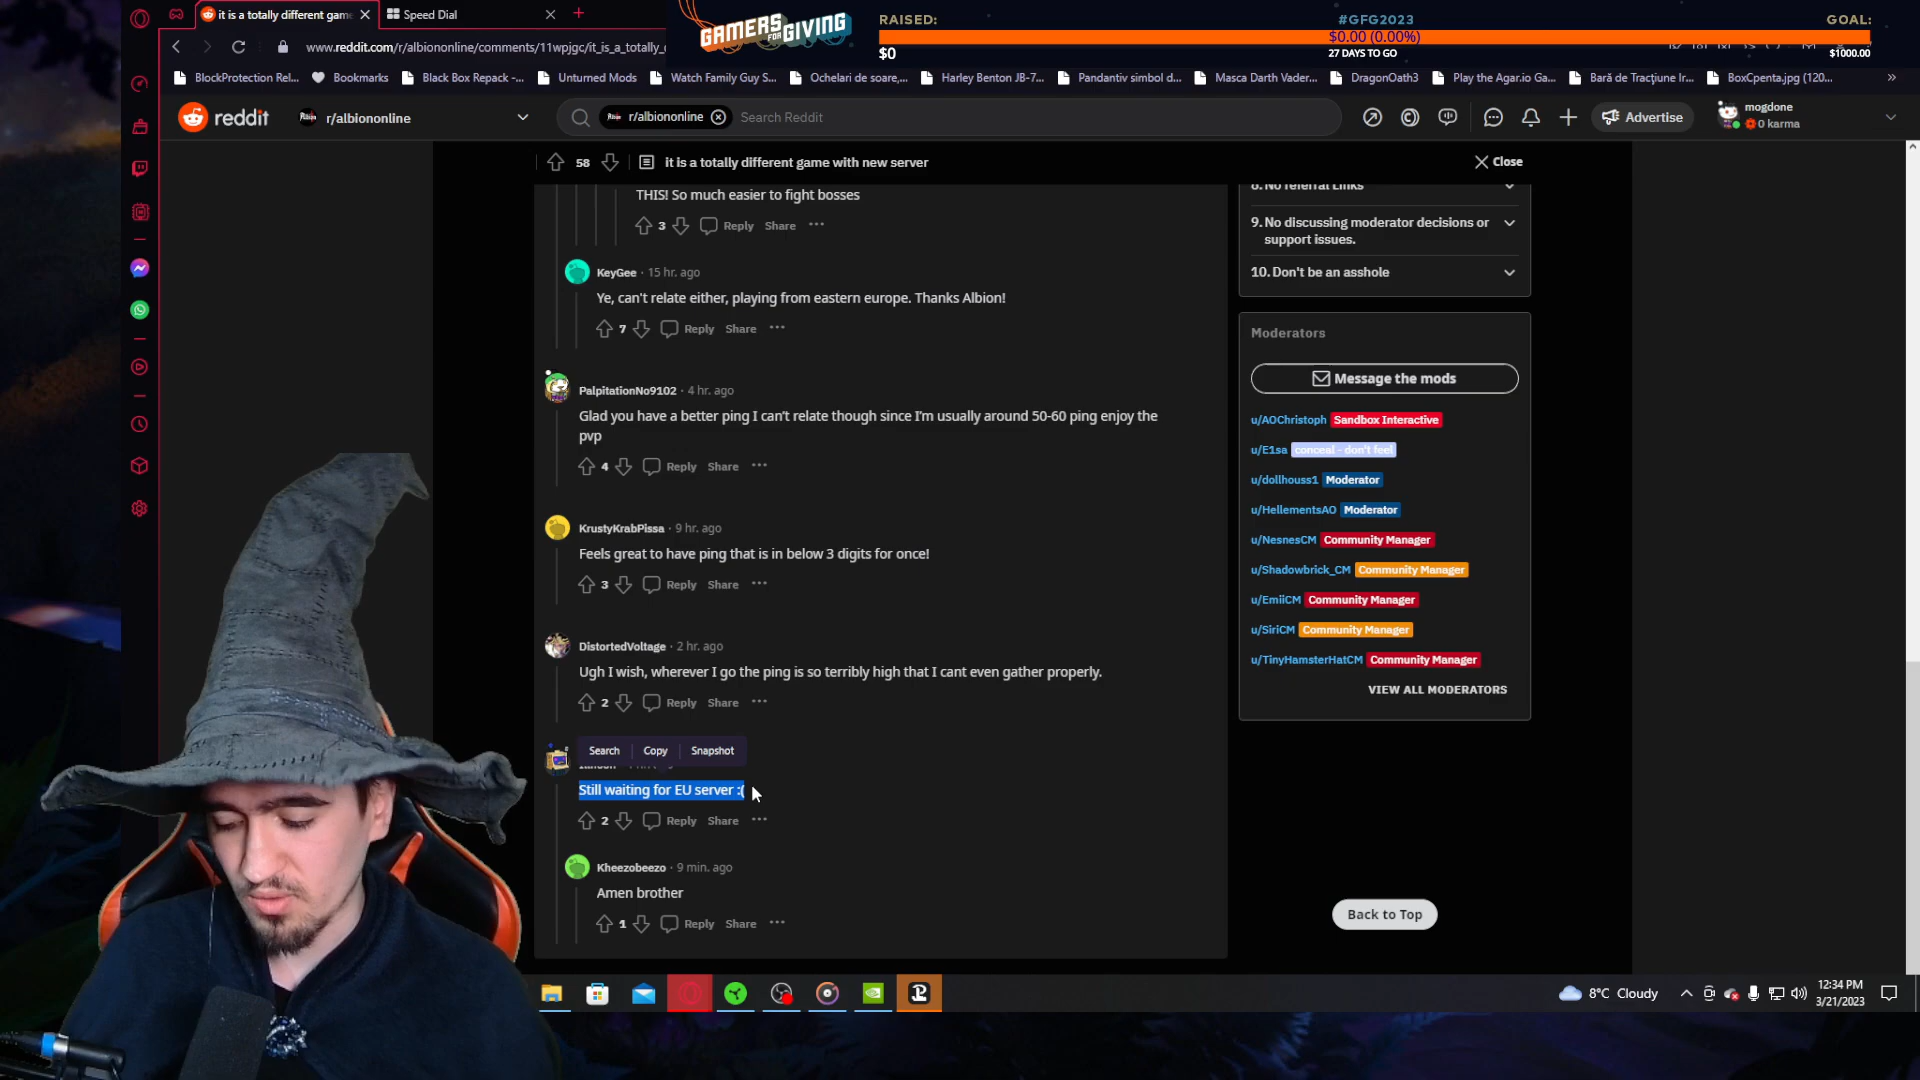 it is a totally different game
Speed Dial
GAMERS
FOR GIVING
RAISED:
#GFG2023
GOAL:
$0.00 (0.00%)
$0
27 DAYS TO GO
$1000.00
www.reddit.com/r/albiononline/comments/11wpjgc/it_is_a_totally_
BlockProtection Rel...
Bookmarks
Black Box Repack -...
Unturned Mods
Watch Family Guy S...
Ochelari de soare,...
Harley Benton JB-7...
Pandantiv simbol d...
Masca Darth Vader...
DragonOath3
Play the Agar.io Ga...
Bară de Tracțiune Ir...
BoxCpenta.jpg (120...
reddit
r/albiononline
r/albiononline
Search Reddit
Advertise
mogdone
0 karma
58
it is a totally different game with new server
Close
THIS! So much easier to fight bosses
3 Reply Share ...
KeyGee · 15 hr. ago
Ye, can't relate either, playing from eastern europe. Thanks Albion!
7 Reply Share ...
PalpitationNo9102 · 4 hr. ago
Glad you have a better ping I can't relate though since I'm usually around 50-60 ping enjoy the
pvp
4 Reply Share ...
KrustyKrabPissa · 9 hr. ago
Feels great to have ping that is in below 3 digits for once!
3 Reply Share ...
DistortedVoltage · 2 hr. ago
Ugh I wish, wherever I go the ping is so terribly high that I cant even gather properly.
2 Reply Share ...
Search Copy Snapshot
Still waiting for EU server :(
2 Reply Share ...
Kheezobeezo · 9 min. ago
Amen brother
1 Reply Share ...
8. No referral Links
9. No discussing moderator decisions or
support issues.
10. Don't be an asshole
Moderators
Message the mods
u/AOChristoph Sandbox Interactive
u/E1sa conceal - don't feel
u/dollhouss1 Moderator
u/HellementsAO Moderator
u/NesnesCM Community Manager
u/Shadowbrick_CM Community Manager
u/EmiiCM Community Manager
u/SiriCM Community Manager
u/TinyHamsterHatCM Community Manager
VIEW ALL MODERATORS
Back to Top
8°C Cloudy
12:34 PM
3/21/2023